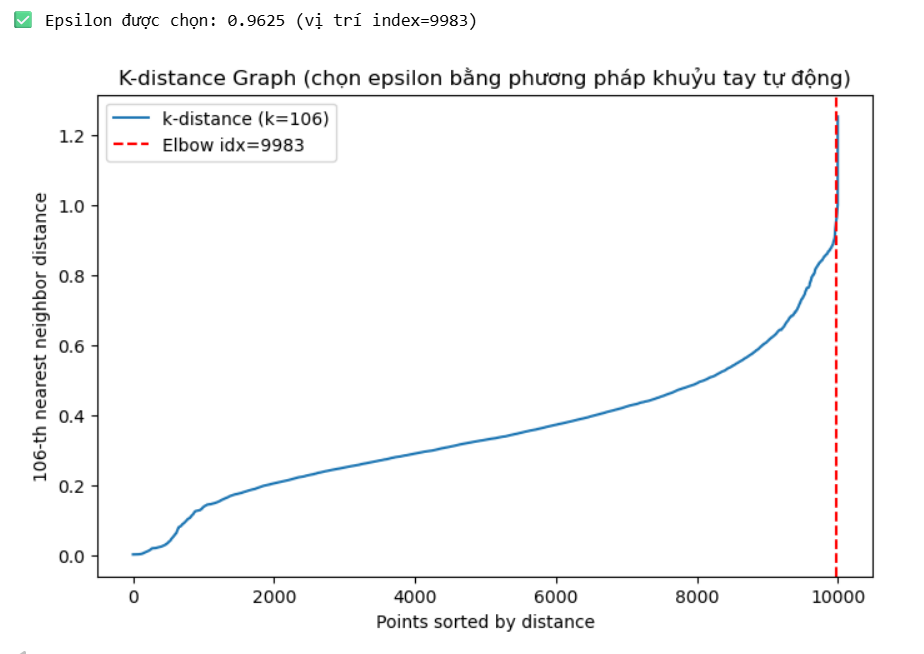 ✅ Epsilon được chọn: 0.9625 (vị trí index=9983)
K-distance Graph (chọn epsilon bằng phương pháp khuỷu tay tự động)
k-distance (k=106)
Elbow idx=9983
106-th nearest neighbor distance
1.2
1.0
0.8
0.6
0.4
0.2
0.0
0 2000 4000 6000 8000 10000
Points sorted by distance